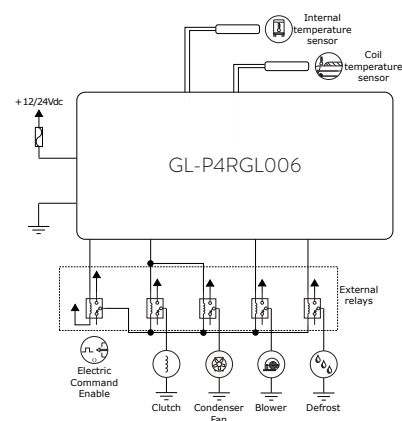 Internal
temperature
sensor
Coil
temperature
sensor
+12/24Vdc
GL-P4RGL006
External
relays
Electric
Command
Enable
Clutch
Condenser
Fan
Blower
Defrost